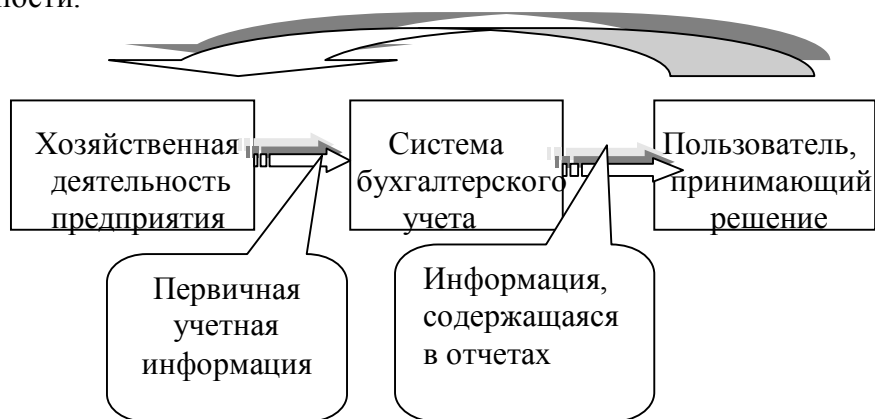 ности.
Хозяйственная
деятельность
предприятия
Система
бухгалтерского
учета
Пользователь,
принимающий
решение
Первичная
учетная
информация
Информация,
содержащаяся
в отчетах